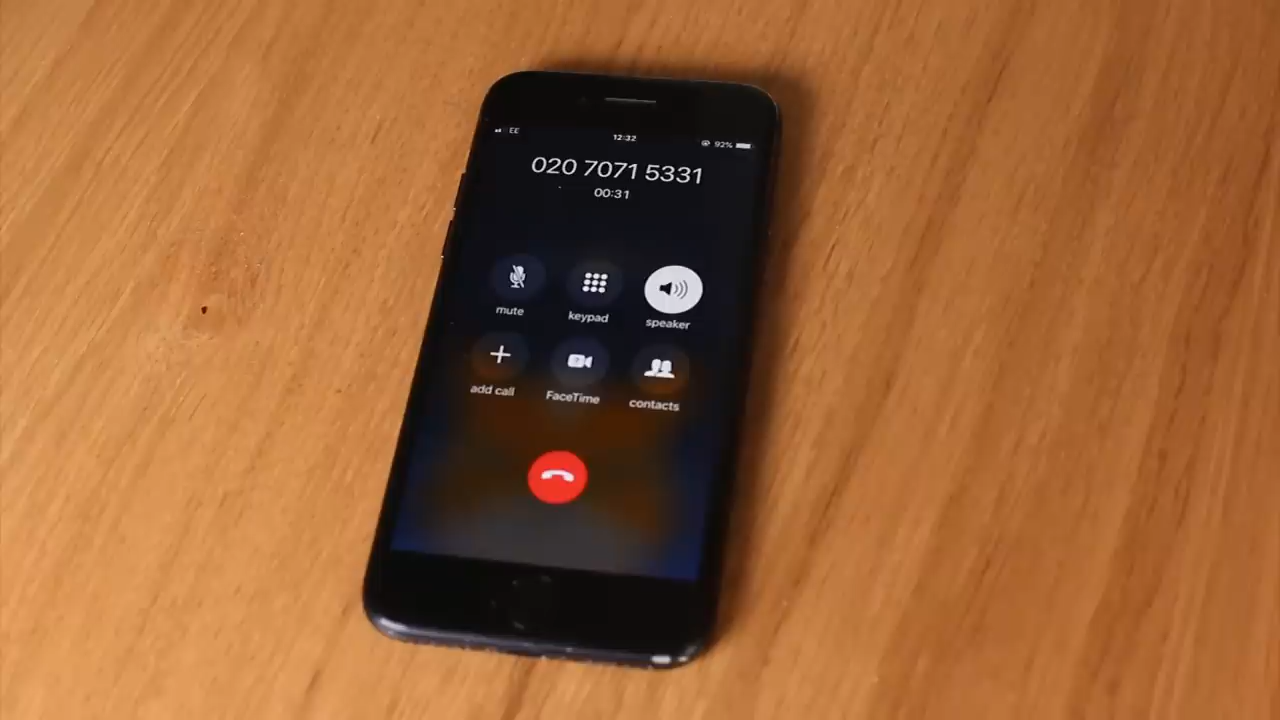 EE 12:32 92%
020 7071 5331
00:31
mute keypad speaker
add call FaceTime contacts